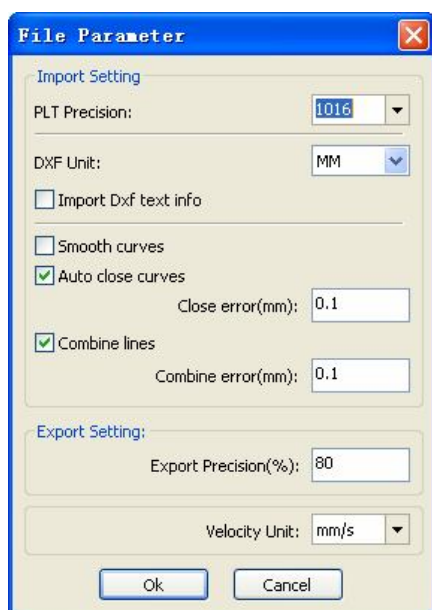 File Parameter
Import Setting
PLT Precision: 1016
DXF Unit: MM
Import Dxf text info
Smooth curves
Auto close curves
Close error(mm): 0.1
Combine lines
Combine error(mm): 0.1
Export Setting:
Export Precision(%): 80
Velocity Unit: mm/s
Ok Cancel